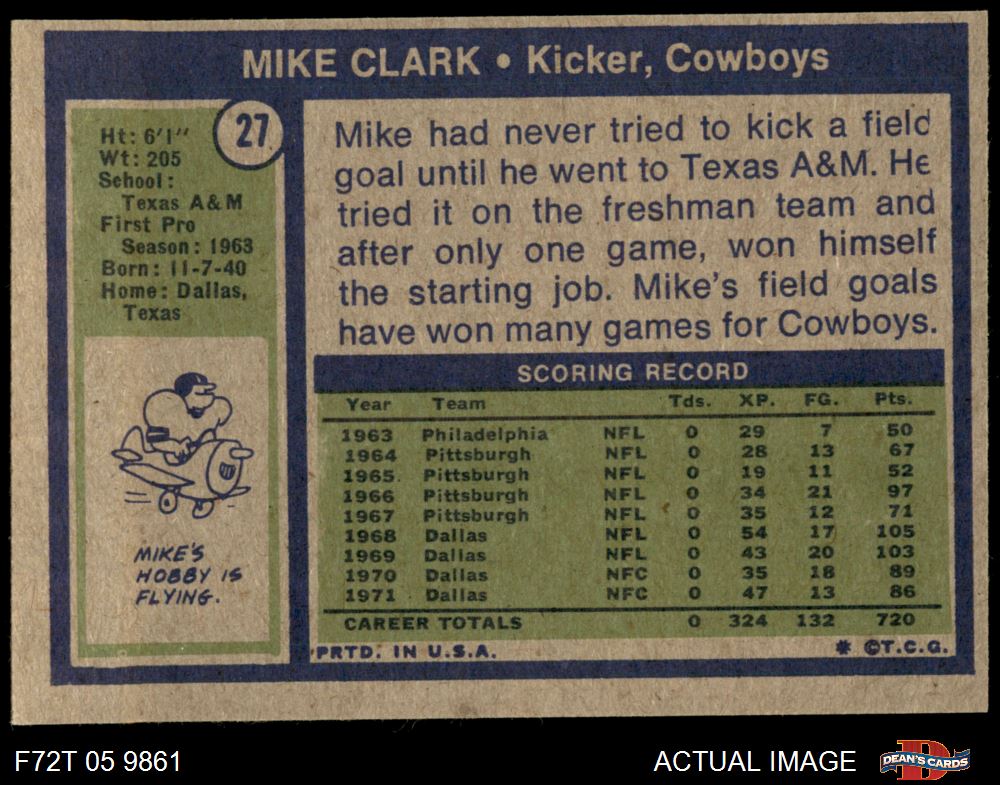 MIKE CLARK • Kicker, Cowboys
27
Ht: 6'1"
Wt: 205
School:
Texas A&M
First Pro
Season: 1963
Born: 11-7-40
Home: Dallas,
Texas
MIKE'S
HOBBY IS
FLYING.
Mike had never tried to kick a field
goal until he went to Texas A&M. He
tried it on the freshman team and
after only one game, won himself
the starting job. Mike's field goals
have won many games for Cowboys.
SCORING RECORD
Year Team Tds. XP. FG. Pts.
1963 Philadelphia NFL 0 29 7 50
1964 Pittsburgh NFL 0 28 13 67
1965 Pittsburgh NFL 0 19 11 52
1966 Pittsburgh NFL 0 34 21 97
1967 Pittsburgh NFL 0 35 12 71
1968 Dallas NFL 0 54 17 105
1969 Dallas NFL 0 43 20 103
1970 Dallas NFC 0 35 18 89
1971 Dallas NFC 0 47 13 86
CAREER TOTALS 0 324 132 720
PRTD. IN U.S.A. * ©T.C.G.
F72T 05 9861 ACTUAL IMAGE DEAN'S CARDS